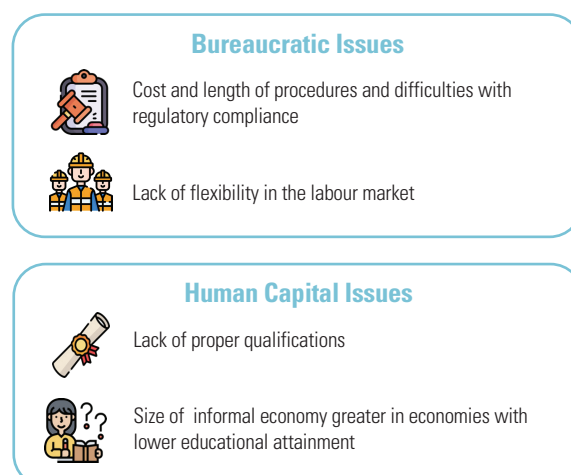 Bureaucratic Issues
Cost and length of procedures and difficulties with
regulatory compliance
Lack of flexibility in the labour market
Human Capital Issues
Lack of proper qualifications
Size of informal economy greater in economies with
lower educational attainment